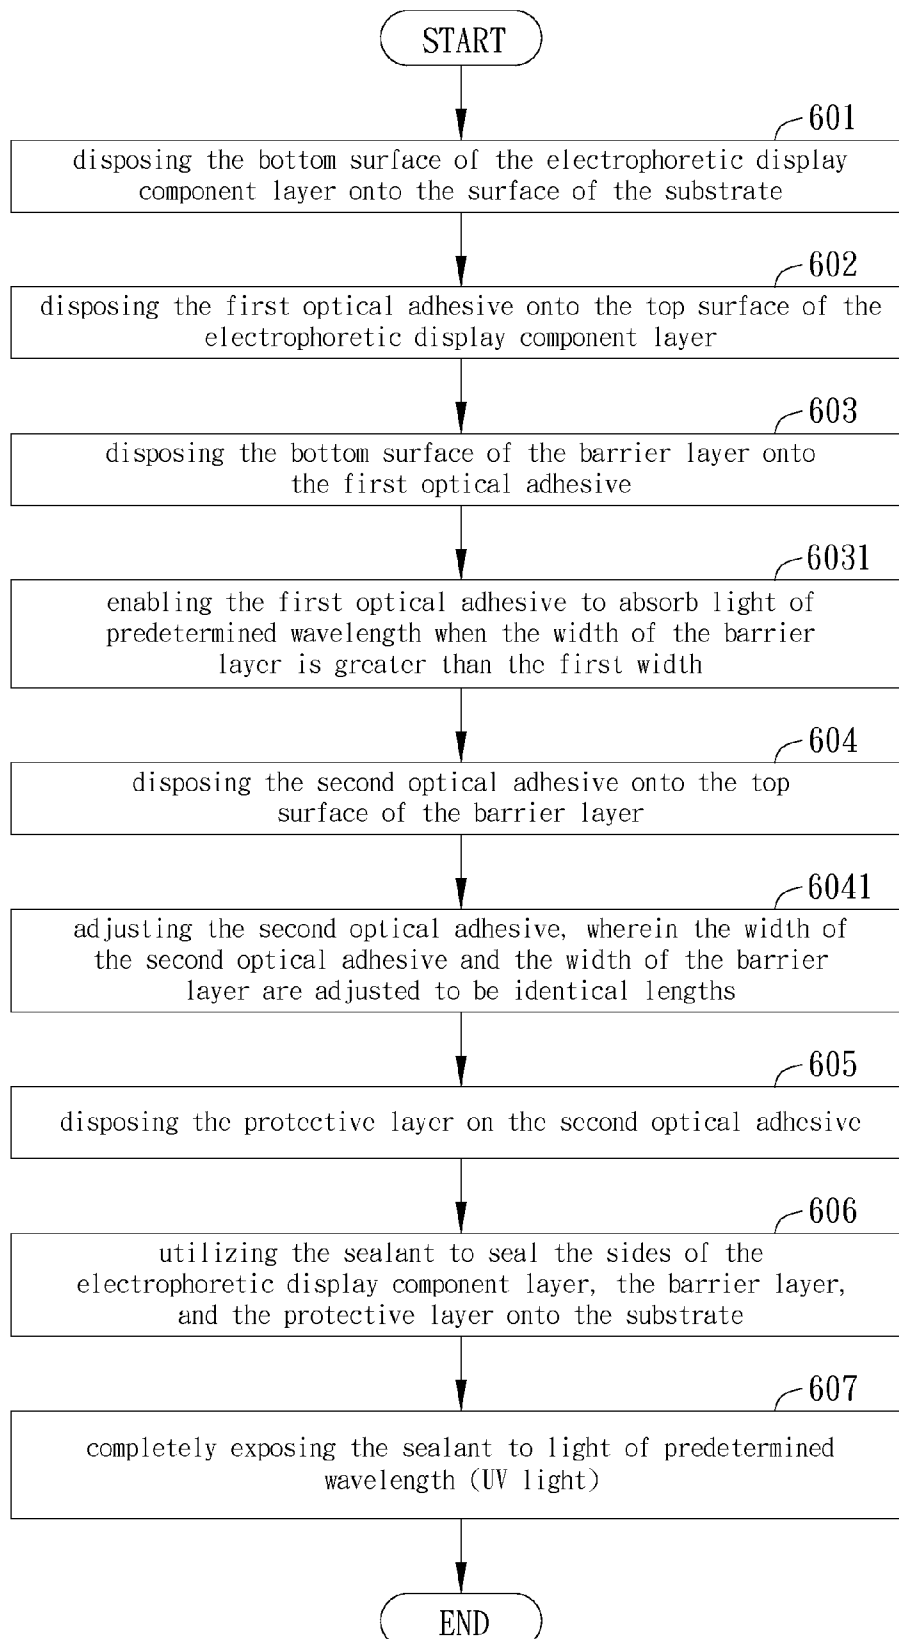 START
601
disposing the bottom surface of the electrophoretic display
component layer onto the surface of the substrate
602
disposing the first optical adhesive onto the top surface of the
electrophoretic display component layer
603
disposing the bottom surface of the barrier layer onto
the first optical adhesive
6031
enabling the first optical adhesive to absorb light of
predetermined wavelength when the width of the barrier
layer is greater than the first width
604
disposing the second optical adhesive onto the top
surface of the barrier layer
6041
adjusting the second optical adhesive, wherein the width of
the second optical adhesive and the width of the barrier
layer are adjusted to be identical lengths
605
disposing the protective layer on the second optical adhesive
606
utilizing the sealant to seal the sides of the
electrophoretic display component layer, the barrier layer,
and the protective layer onto the substrate
607
completely exposing the sealant to light of predetermined
wavelength (UV light)
END